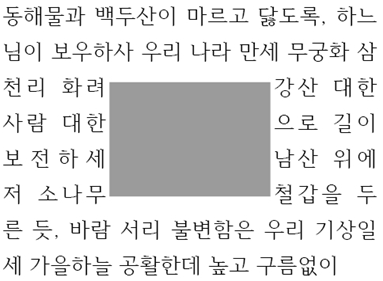 동해물과 백두산이 마르고 닳도록, 하느
님이 보우하사 우리 나라 만세 무궁화 삼
천리 화려 강산 대한
사람 대한 으로 길이
보전하세 남산 위에
저 소나무 철갑을 두
른 듯, 바람 서리 불변함은 우리 기상일
세 가을하늘 공활한데 높고 구름없이